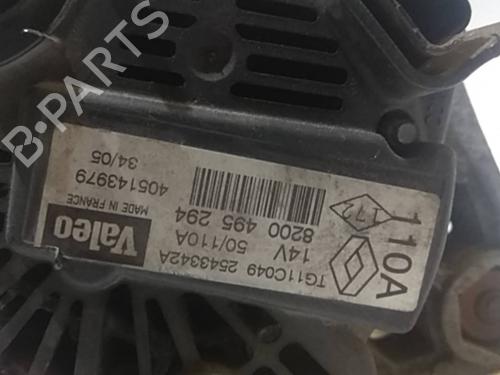 B-PARTS
172
110A
TG11C049 2543342A
14V 50/110A
8200 495 294
Valeo
MADE IN FRANCE
405143979
34/05